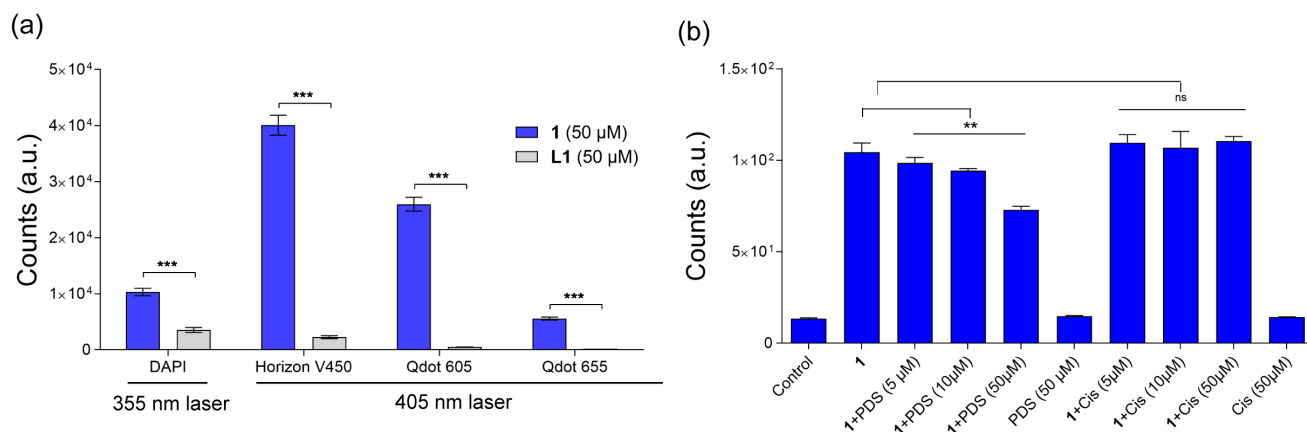 (a)
Counts (a.u.)
5×10⁴
4×10⁴
3×10⁴
2×10⁴
1×10⁴
0
***
***
***
***
1 (50 µM)
L1 (50 µM)
DAPI
Horizon V450
Qdot 605
Qdot 655
355 nm laser
405 nm laser
(b)
Counts (a.u.)
1.5×10²
1×10²
5×10¹
0
**
ns
Control
1
1+PDS (5 µM)
1+PDS (10µM)
1+PDS (50µM)
PDS (50 µM)
1+Cis (5µM)
1+Cis (10µM)
1+Cis (50µM)
Cis (50µM)